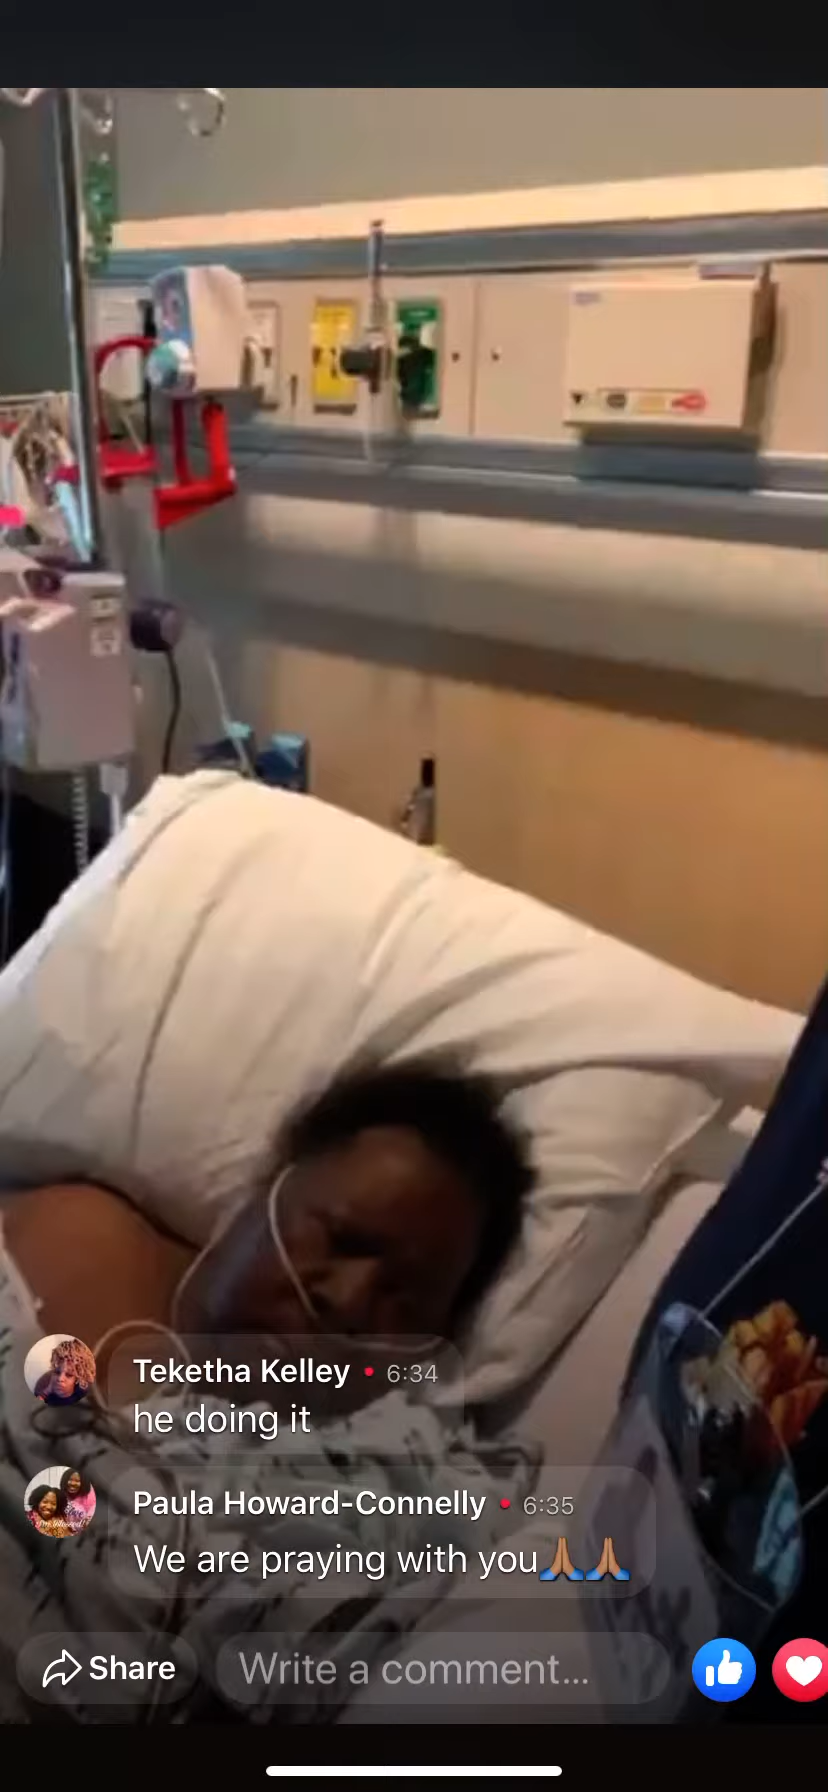 Teketha Kelley • 6:34
he doing it
Paula Howard-Connelly • 6:35
We are praying with you🙏🏽🙏🏽
Share
Write a comment...